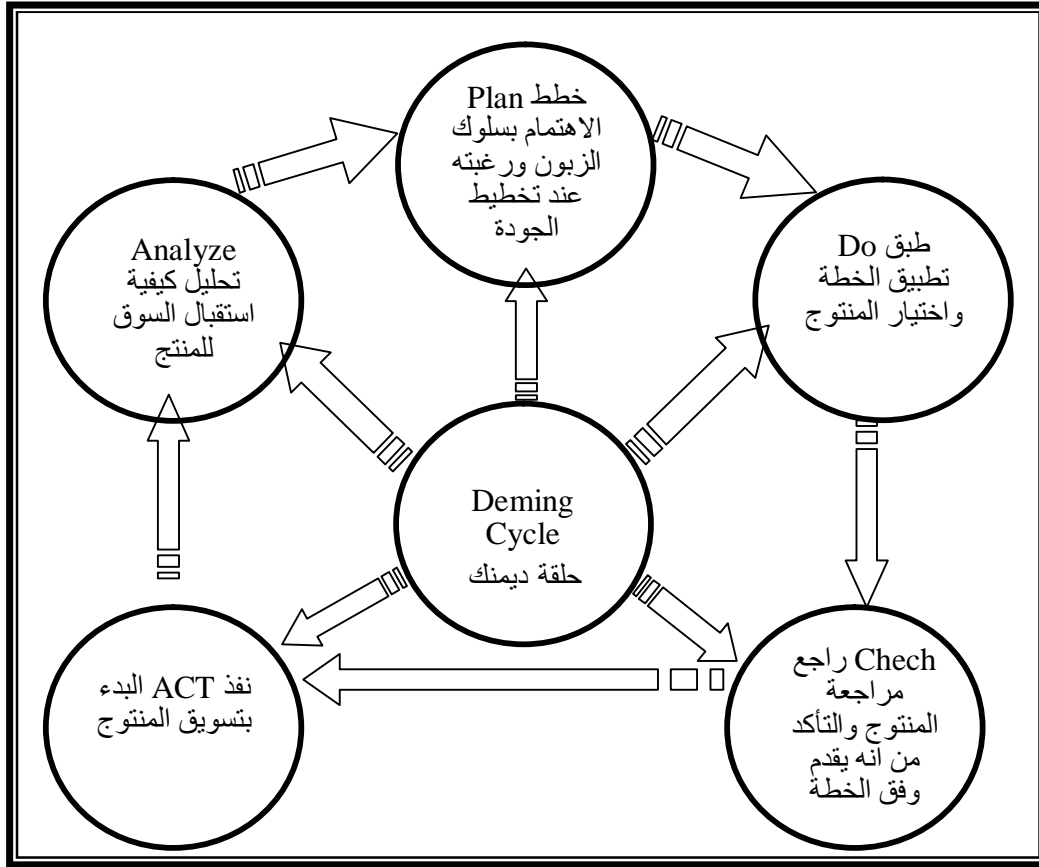 خطط Plan
الاهتمام بسلوك
الزبون ورغبته
عند تخطيط
الجودة
طبق Do
تطبيق الخطة
واختيار المنتوج
Chech راجع
مراجعة
المنتوج والتأكد
من انه يقدم
وفق الخطة
نفذ ACT البدء
بتسويق المنتوج
Analyze
تحليل كيفية
استقبال السوق
للمنتج
Deming
Cycle
حلقة ديمنك